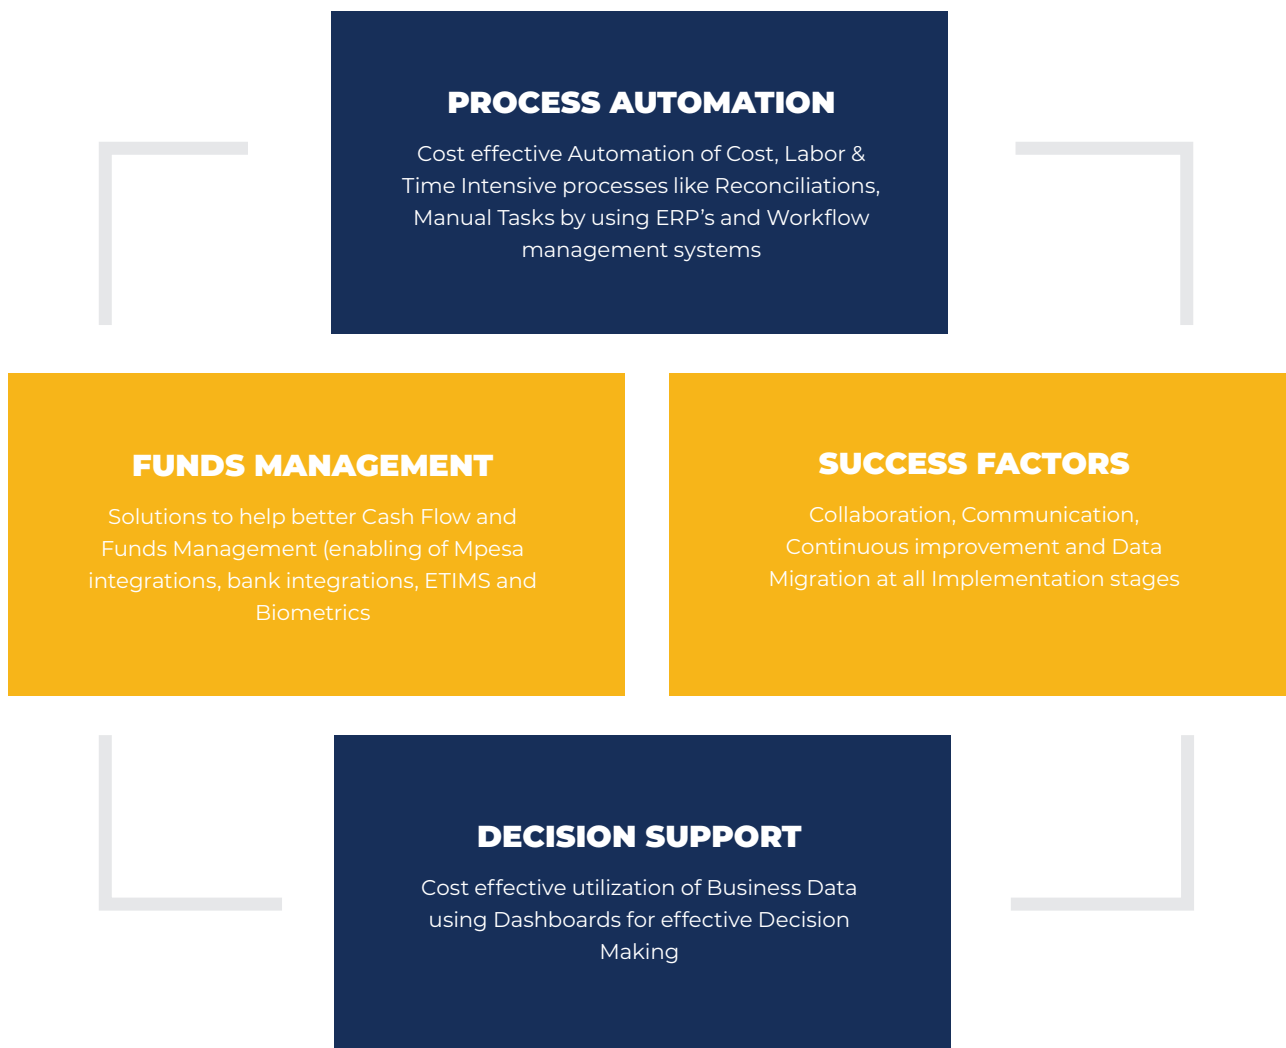 PROCESS AUTOMATION
Cost effective Automation of Cost, Labor &
Time Intensive processes like Reconciliations,
Manual Tasks by using ERP's and Workflow
management systems
FUNDS MANAGEMENT
Solutions to help better Cash Flow and
Funds Management (enabling of Mpesa
integrations, bank integrations, ETIMS and
Biometrics
SUCCESS FACTORS
Collaboration, Communication,
Continuous improvement and Data
Migration at all Implementation stages
DECISION SUPPORT
Cost effective utilization of Business Data
using Dashboards for effective Decision
Making